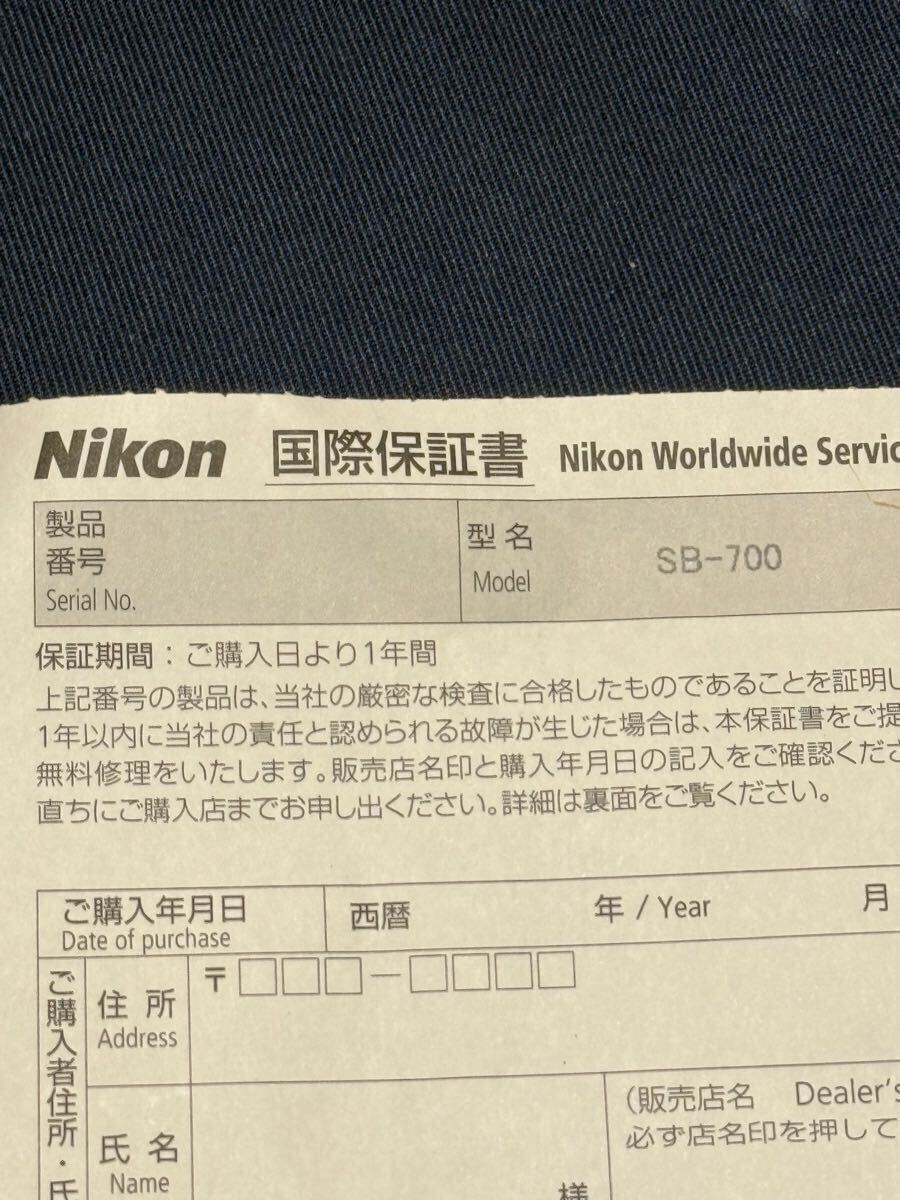 Nikon 国際保証書 Nikon Worldwide Servic
製品
番号
Serial No.
型名
Model
SB-700
保証期間：ご購入日より1年間
上記番号の製品は、当社の厳密な検査に合格したものであることを証明し
1年以内に当社の責任と認められる故障が生じた場合は、本保証書をご提
無料修理をいたします。販売店名印と購入年月日の記入をご確認くださ
直ちにご購入店までお申し出ください。詳細は裏面をご覧ください。
ご購入年月日
Date of purchase
西暦 年 / Year 月
ご購入者住所・氏
住所
Address
〒□□□—□□□□
氏名
Name
様
(販売店名 Dealer's
必ず店名印を押して